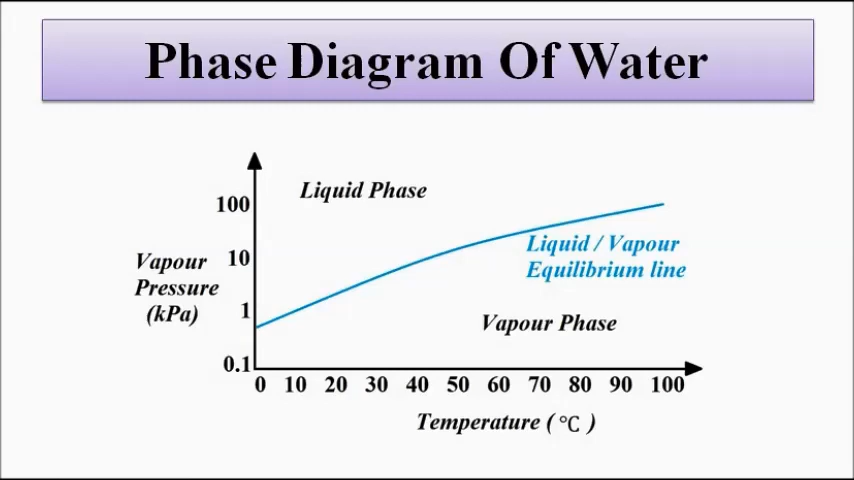 Phase Diagram Of Water
Liquid Phase
100
10
1
0.1
Vapour
Pressure
(kPa)
Liquid / Vapour
Equilibrium line
Vapour Phase
0 10 20 30 40 50 60 70 80 90 100
Temperature ( °C )